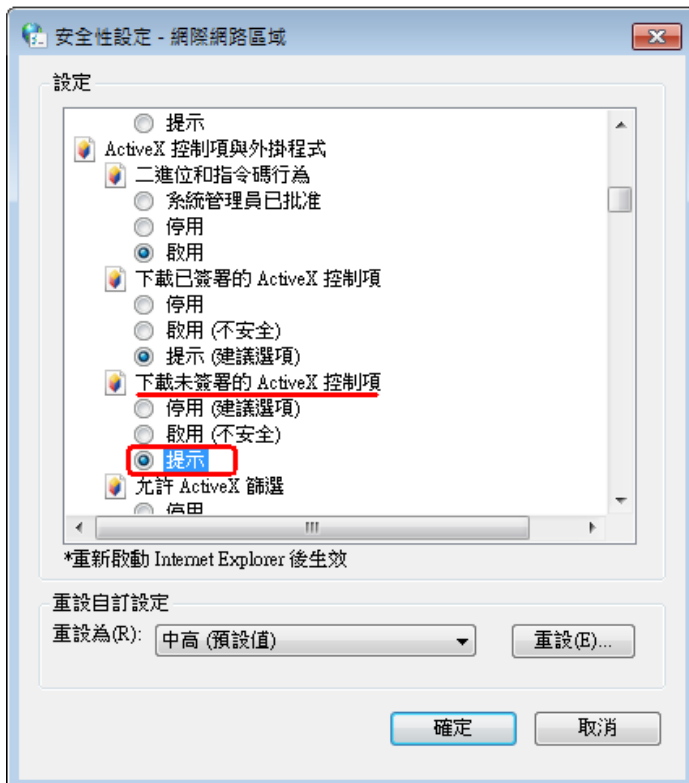 安全性設定 - 網際網路區域
設定
提示
ActiveX 控制項與外掛程式
二進位和指令碼行為
系統管理員已批准
停用
啟用
下載已簽署的 ActiveX 控制項
停用
啟用 (不安全)
提示 (建議選項)
下載未簽署的 ActiveX 控制項
停用 (建議選項)
啟用 (不安全)
提示
允許 ActiveX 篩選
停用
*重新啟動 Internet Explorer 後生效
重設自訂設定
重設為(R): 中高 (預設值) 重設(E)...
確定 取消